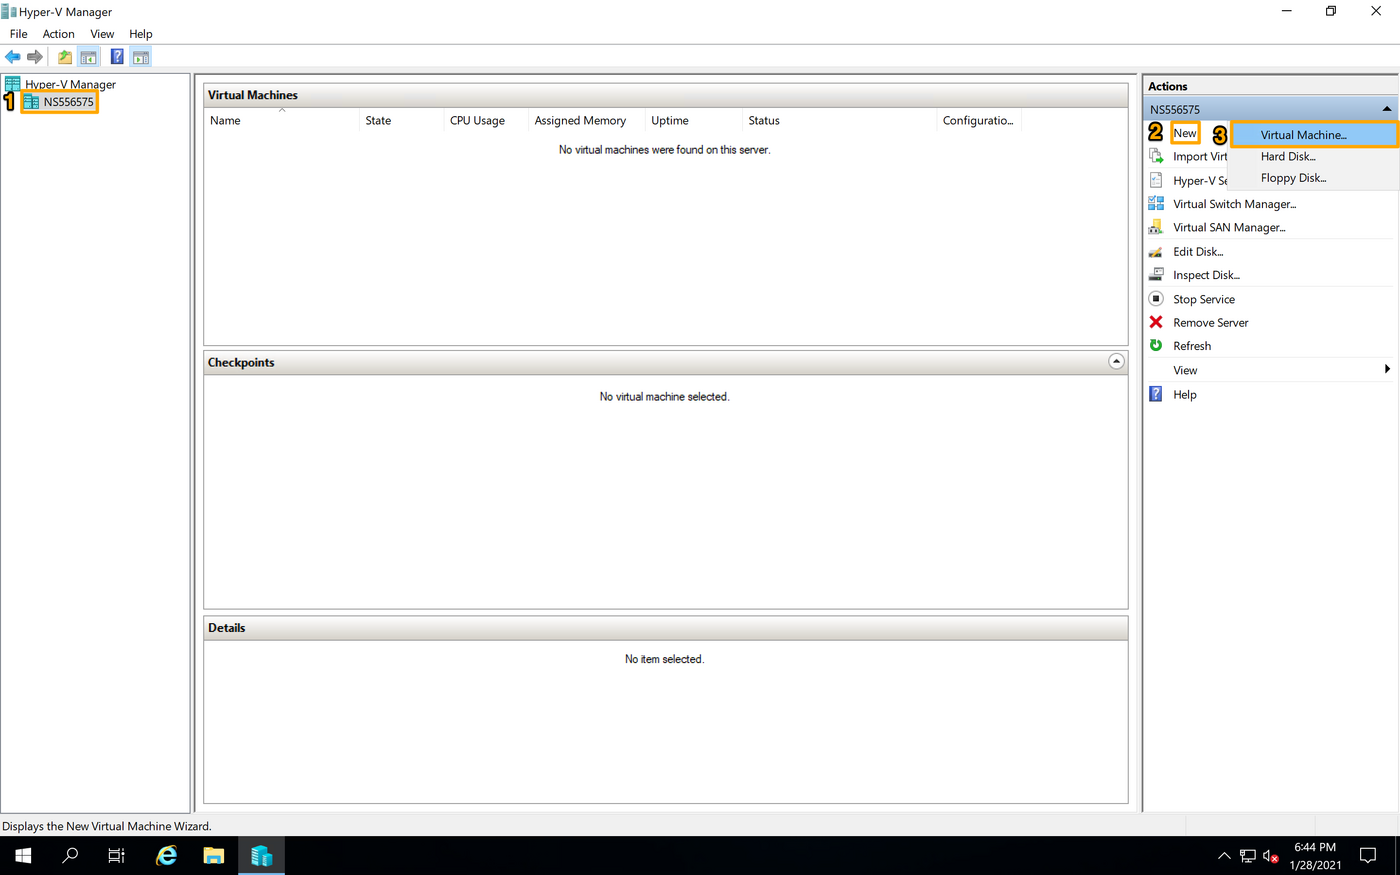 Hyper-V Manager
File Action View Help
Hyper-V Manager
1 NS556575
Virtual Machines
Name State CPU Usage Assigned Memory Uptime Status Configuratio...
No virtual machines were found on this server.
Checkpoints
No virtual machine selected.
Details
No item selected.
Actions
NS556575
2 New 3 Virtual Machine...
Import Virt Hard Disk...
Hyper-V Se Floppy Disk...
Virtual Switch Manager...
Virtual SAN Manager...
Edit Disk...
Inspect Disk...
Stop Service
Remove Server
Refresh
View
Help
Displays the New Virtual Machine Wizard.
6:44 PM
1/28/2021